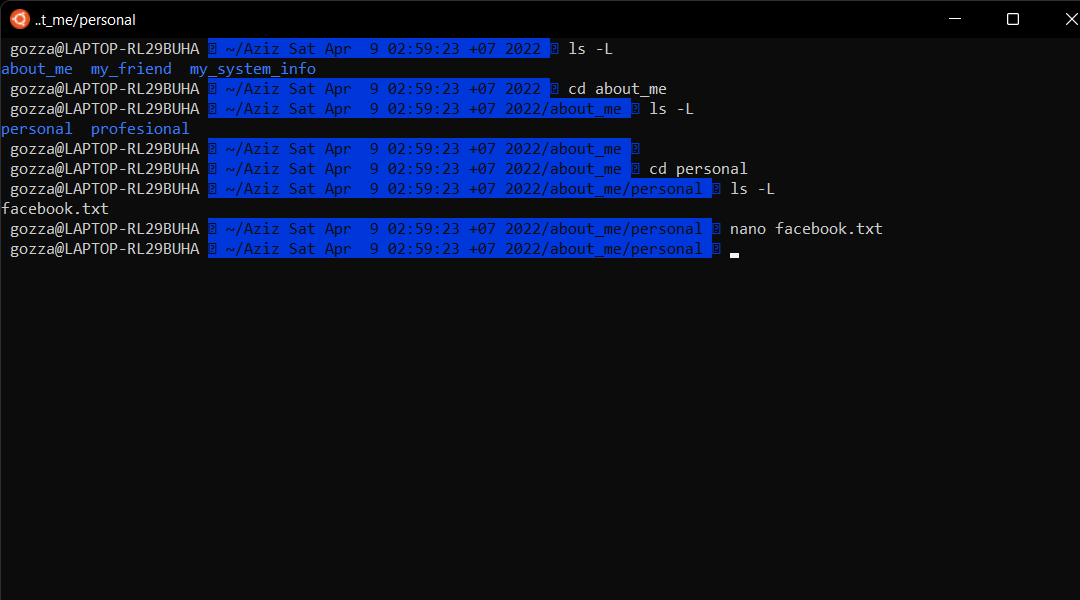 ..t_me/personal
gozza@LAPTOP-RL29BUHA ~/Aziz Sat Apr  9 02:59:23 +07 2022 ls -L
about_me  my_friend  my_system_info
gozza@LAPTOP-RL29BUHA ~/Aziz Sat Apr  9 02:59:23 +07 2022 cd about_me
gozza@LAPTOP-RL29BUHA ~/Aziz Sat Apr  9 02:59:23 +07 2022/about_me ls -L
personal  profesional
gozza@LAPTOP-RL29BUHA ~/Aziz Sat Apr  9 02:59:23 +07 2022/about_me
gozza@LAPTOP-RL29BUHA ~/Aziz Sat Apr  9 02:59:23 +07 2022/about_me cd personal
gozza@LAPTOP-RL29BUHA ~/Aziz Sat Apr  9 02:59:23 +07 2022/about_me/personal ls -L
facebook.txt
gozza@LAPTOP-RL29BUHA ~/Aziz Sat Apr  9 02:59:23 +07 2022/about_me/personal nano facebook.txt
gozza@LAPTOP-RL29BUHA ~/Aziz Sat Apr  9 02:59:23 +07 2022/about_me/personal